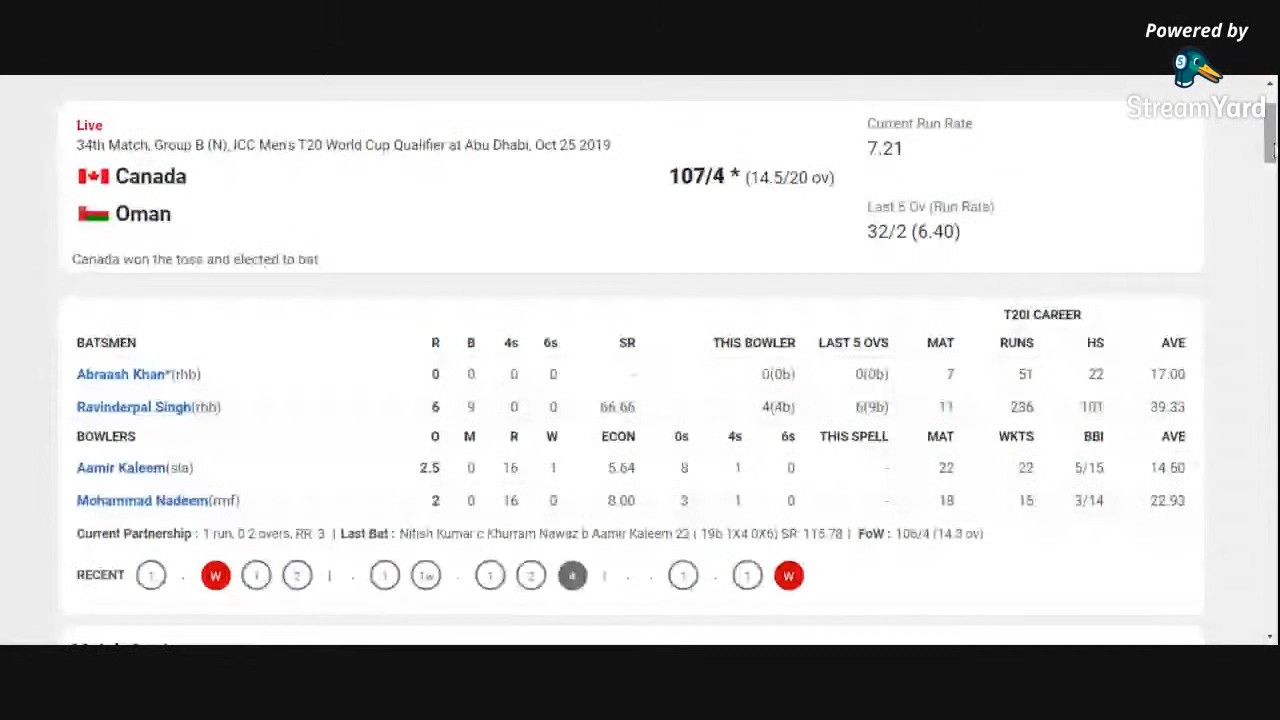 Powered by
StreamYard
Live
34th Match, Group B (N), ICC Men's T20 World Cup Qualifier at Abu Dhabi, Oct 25 2019
Canada 107/4 * (14.5/20 ov)
Oman
Canada won the toss and elected to bat
Current Run Rate
7.21
Last 5 Ov (Run Rate)
32/2 (6.40)
T20I CAREER
BATSMEN R B 4s 6s SR THIS BOWLER LAST 5 OVS MAT RUNS HS AVE
Abraash Khan*(rhb) 0 0 0 0 - 0(0b) 0(0b) 7 51 22 17.00
Ravinderpal Singh(rhb) 6 9 0 0 66.66 4(4b) 6(9b) 11 236 101 39.33
BOWLERS O M R W ECON 0s 4s 6s THIS SPELL MAT WKTS BBI AVE
Aamir Kaleem(sla) 2.5 0 16 1 5.64 8 1 0 - 22 22 5/15 14.60
Mohammad Nadeem(rmf) 2 0 16 0 8.00 3 1 0 - 18 15 3/14 22.93
Current Partnership : 1 run, 0.2 overs, RR: 3 | Last Bat : Nitish Kumar c Khurram Nawaz b Aamir Kaleem 22 ( 19b 1X4 0X6) SR: 115.78 | FoW : 106/4 (14.3 ov)
RECENT 1 . W 1 2 | . 1 1w . 1 2 4 | . . 1 . 1 W